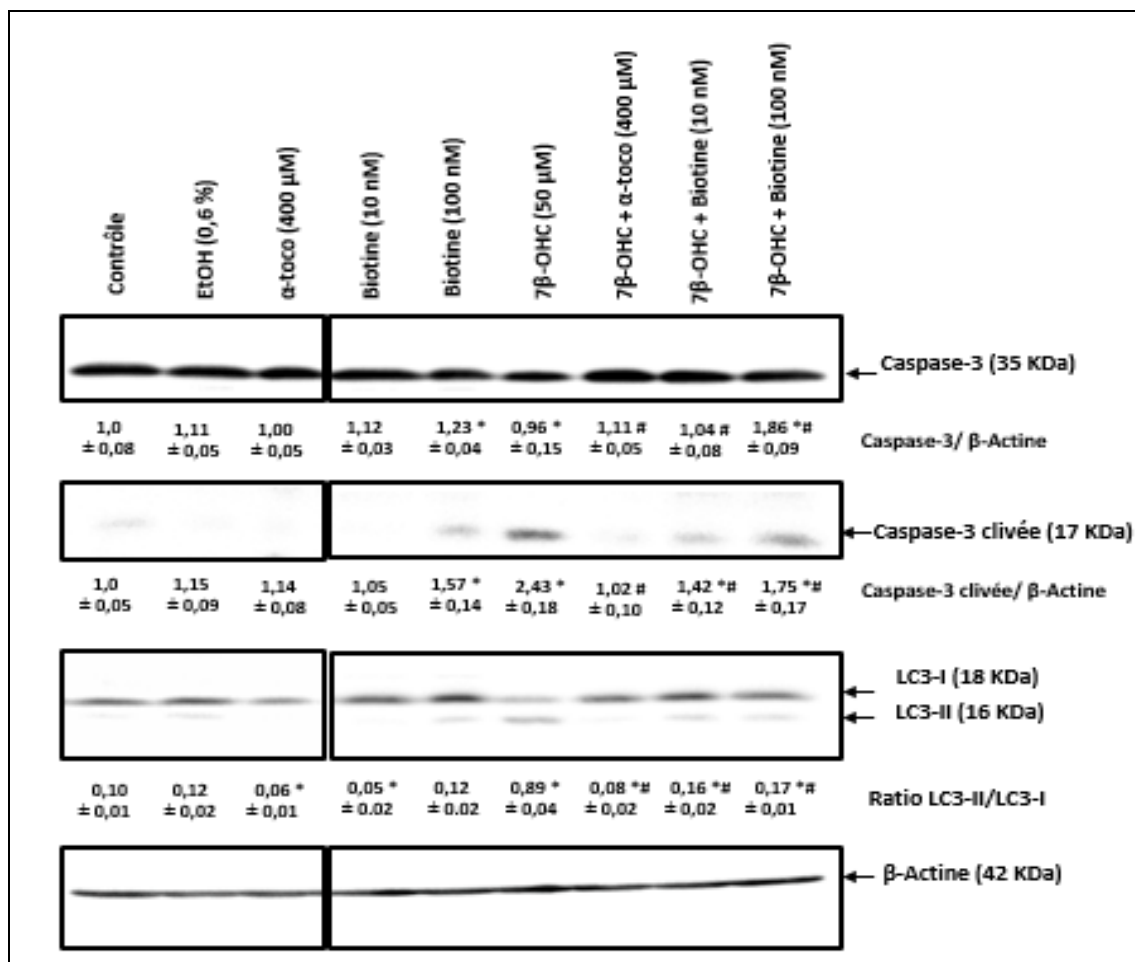 Contrôle
EtOH (0,6 %)
α-toco (400 µM)
Biotine (10 nM)
Biotine (100 nM)
7β-OHC (50 µM)
7β-OHC + α-toco (400 µM)
7β-OHC + Biotine (10 nM)
7β-OHC + Biotine (100 nM)
Caspase-3 (35 KDa)
1,0 1,11 1,00 1,12 1,23 * 0,96 * 1,11 # 1,04 # 1,86 *#
± 0,08 ± 0,05 ± 0,05 ± 0,03 ± 0,04 ± 0,15 ± 0,05 ± 0,08 ± 0,09
Caspase-3/ β-Actine
Caspase-3 clivée (17 KDa)
1,0 1,15 1,14 1,05 1,57 * 2,43 * 1,02 # 1,42 *# 1,75 *#
± 0,05 ± 0,09 ± 0,08 ± 0,05 ± 0,14 ± 0,18 ± 0,10 ± 0,12 ± 0,17
Caspase-3 clivée/ β-Actine
LC3-I (18 KDa)
LC3-II (16 KDa)
0,10 0,12 0,06 * 0,05 * 0,12 0,89 * 0,08 *# 0,16 *# 0,17 *#
± 0,01 ± 0,02 ± 0,01 ± 0.02 ± 0.02 ± 0,04 ± 0,02 ± 0,02 ± 0,01
Ratio LC3-II/LC3-I
β-Actine (42 KDa)